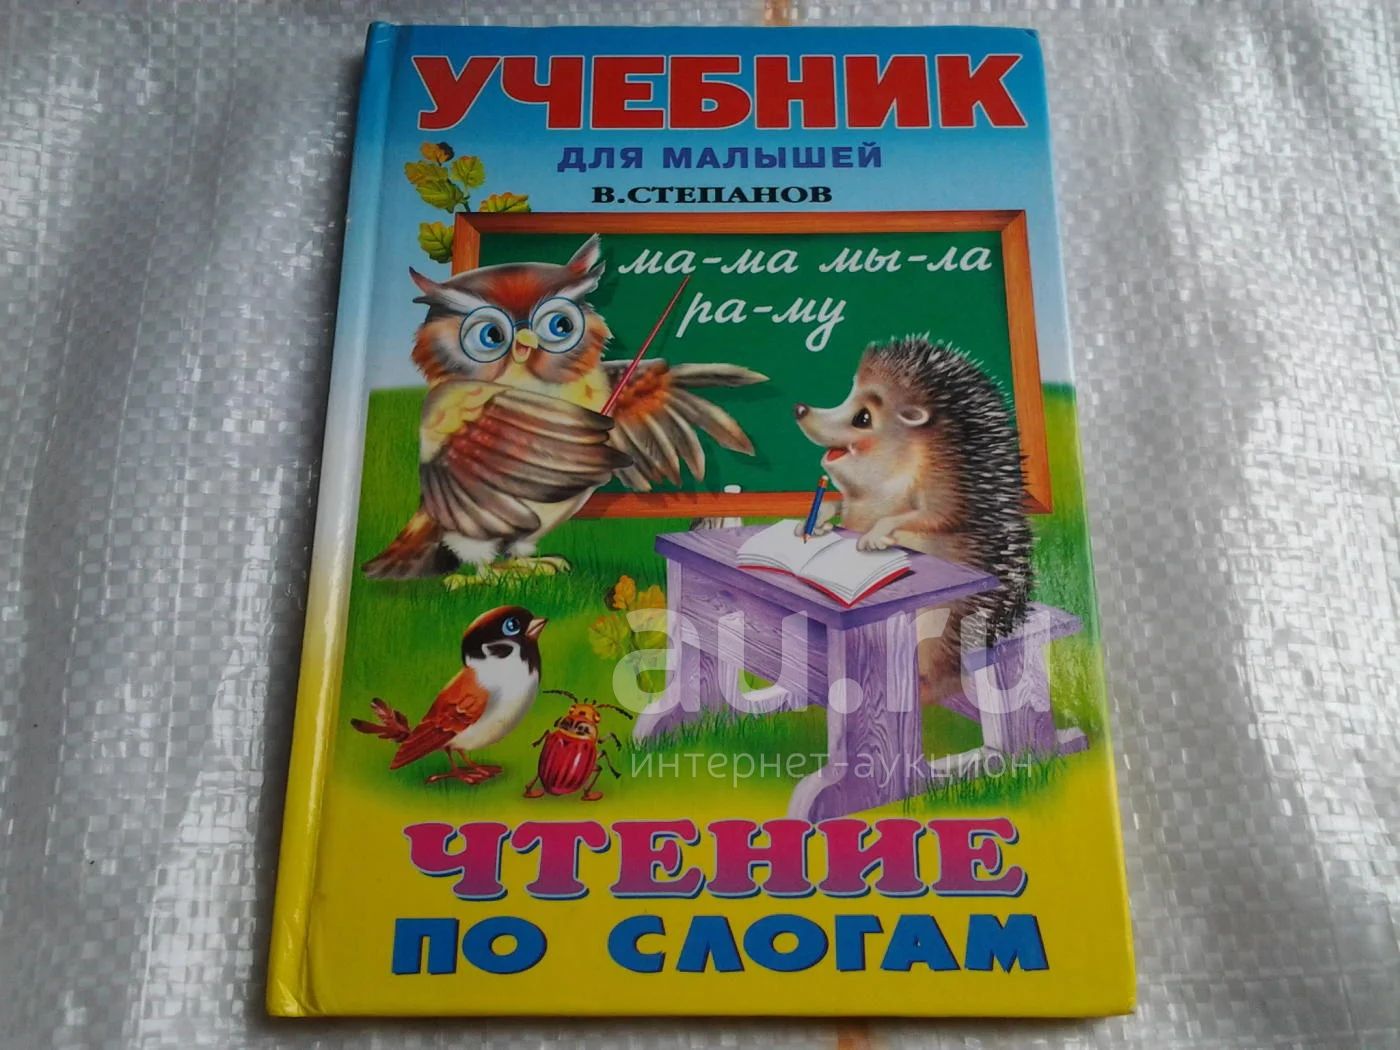 УЧЕБНИК
ДЛЯ МАЛЫШЕЙ
В.СТЕПАНОВ
ма-ма мы-ла
ра-му
au.ru
интернет-аукцион
ЧТЕНИЕ
ПО СЛОГАМ